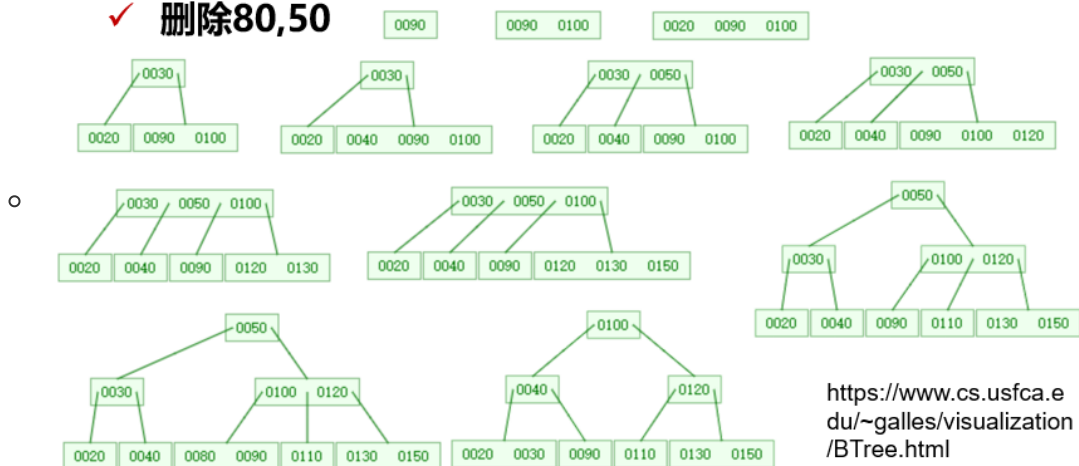 ✓ 删除80,50
0090
0090 0100
0020 0090 0100
0030
0020 0090 0100
0030
0020 0040 0090 0100
0030 0050
0020 0040 0090 0100
0030 0050
0020 0040 0090 0100 0120
0030 0050 0100
0020 0040 0090 0120 0130
0030 0050 0100
0020 0040 0090 0120 0130 0150
0050
0030 0100 0120
0020 0040 0090 0110 0130 0150
0050
0030 0100 0120
0020 0040 0080 0090 0110 0130 0150
0100
0040 0120
0020 0030 0090 0110 0130 0150
https://www.cs.usfca.e
du/~galles/visualization
/BTree.html